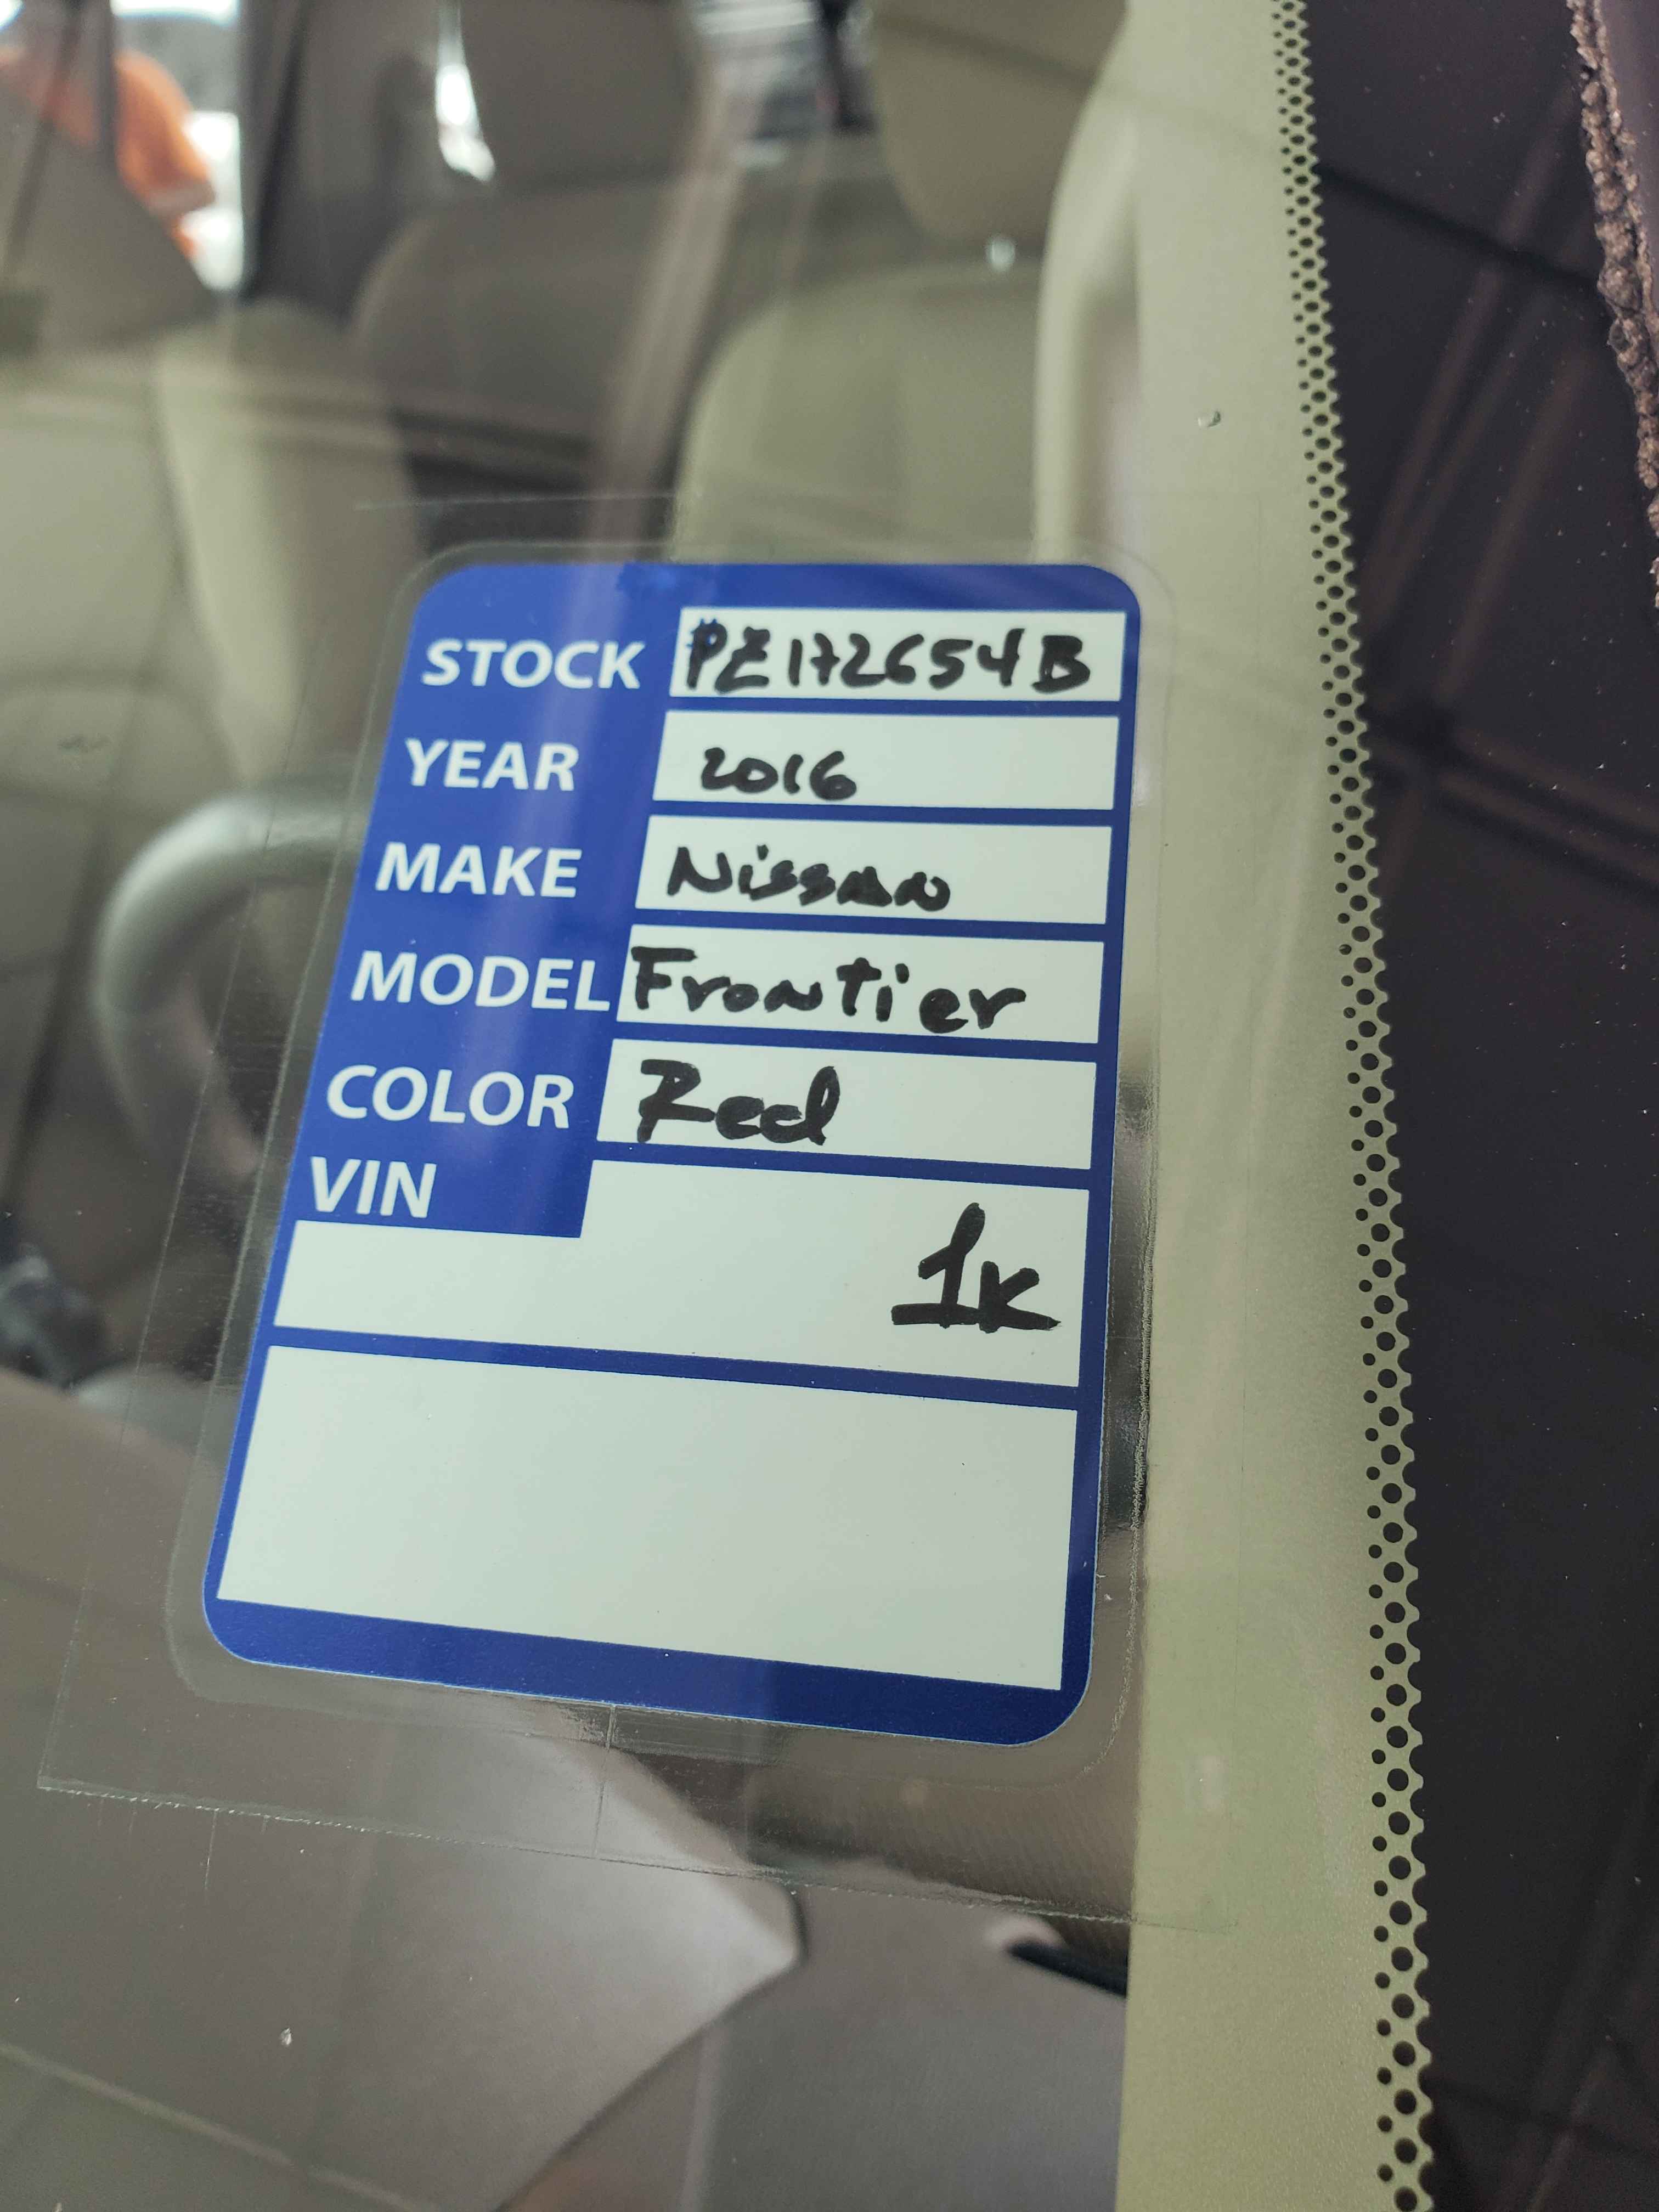 STOCK #PZ172654B
YEAR 2016
MAKE Nissan
MODEL Frontier
COLOR Red
VIN
1K